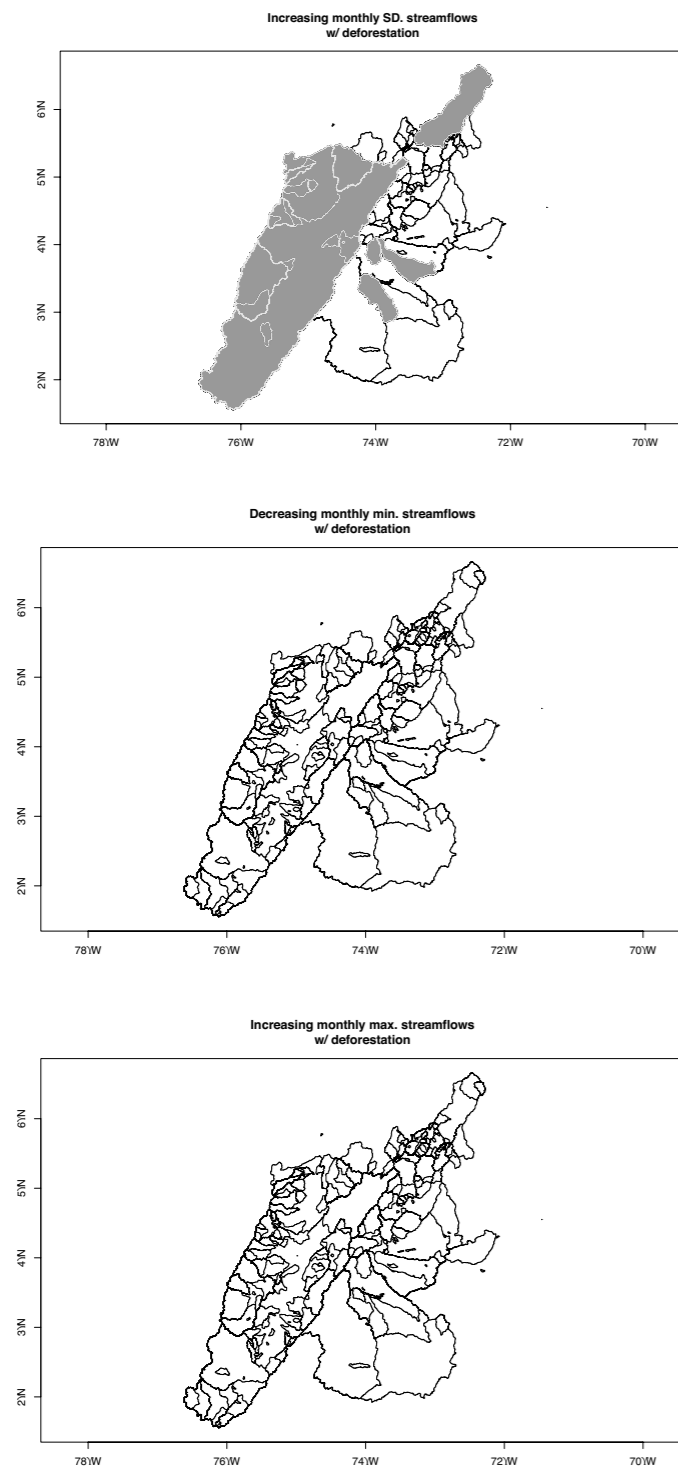 Increasing monthly SD. streamflows
w/ deforestation
6°N
5°N
4°N
3°N
2°N
78°W 76°W 74°W 72°W 70°W
Decreasing monthly min. streamflows
w/ deforestation
6°N
5°N
4°N
3°N
2°N
78°W 76°W 74°W 72°W 70°W
Increasing monthly max. streamflows
w/ deforestation
6°N
5°N
4°N
3°N
2°N
78°W 76°W 74°W 72°W 70°W